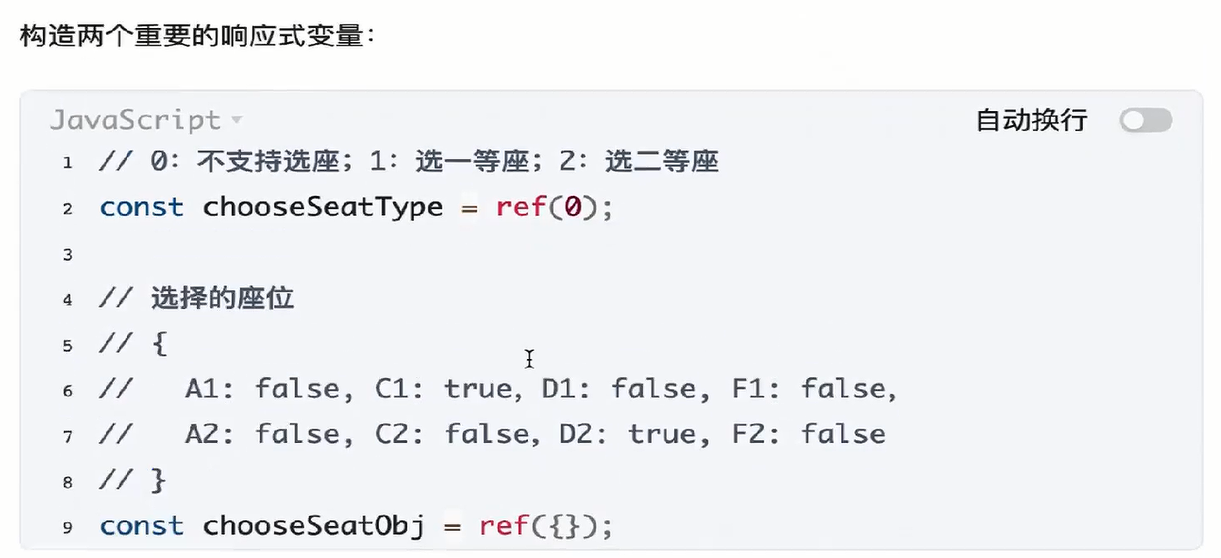 构造两个重要的响应式变量：
JavaScript 自动换行
1 // 0：不支持选座；1：选一等座；2：选二等座
2 const chooseSeatType = ref(0);
3
4 // 选择的座位
5 // {
6 //   A1: false, C1: true, D1: false, F1: false,
7 //   A2: false, C2: false, D2: true, F2: false
8 // }
9 const chooseSeatObj = ref({});